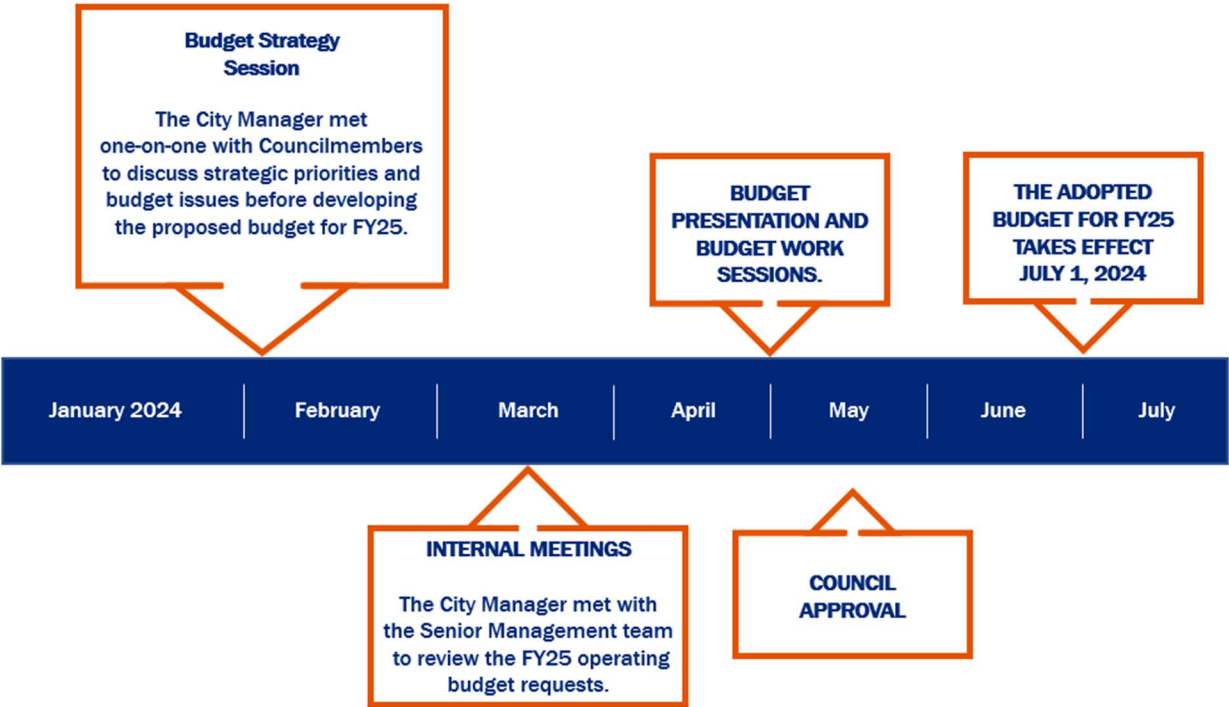 Budget Strategy
Session
The City Manager met
one-on-one with Councilmembers
to discuss strategic priorities and
budget issues before developing
the proposed budget for FY25.
BUDGET
PRESENTATION AND
BUDGET WORK
SESSIONS.
THE ADOPTED
BUDGET FOR FY25
TAKES EFFECT
JULY 1, 2024
January 2024
February
March
April
May
June
July
INTERNAL MEETINGS
The City Manager met with
the Senior Management team
to review the FY25 operating
budget requests.
COUNCIL
APPROVAL